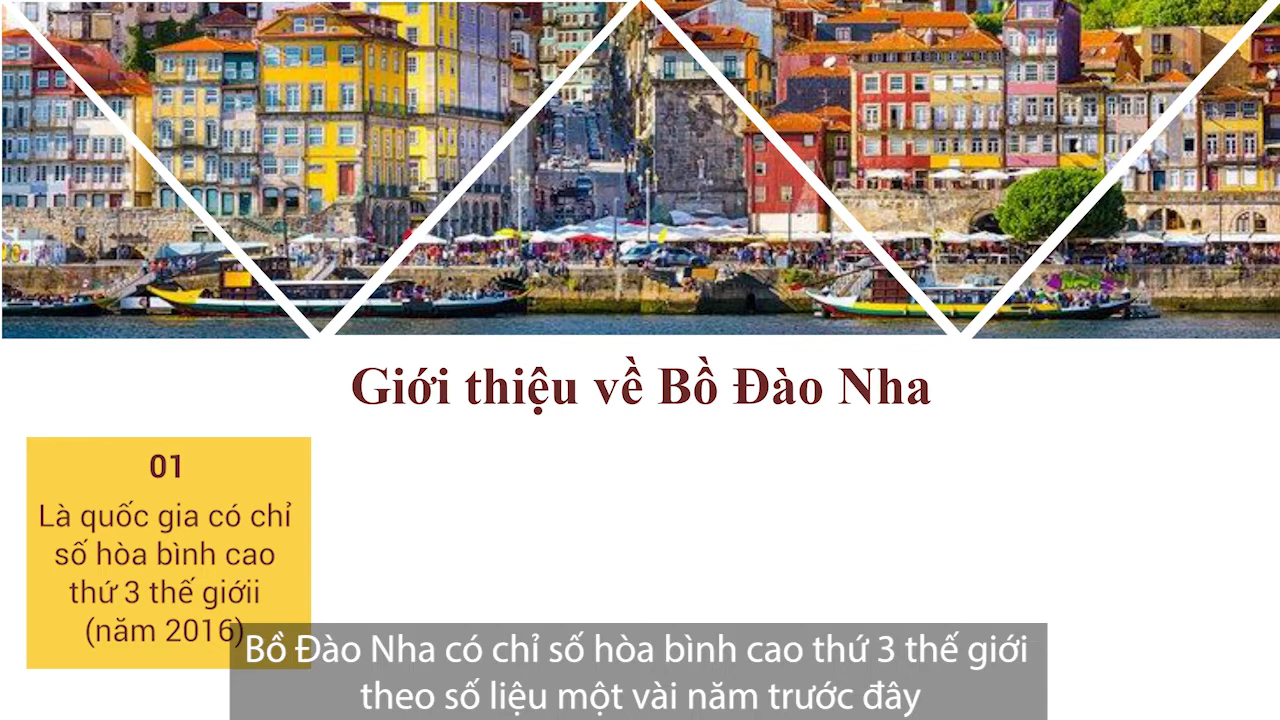 Giới thiệu về Bồ Đào Nha
01
Là quốc gia có chỉ
số hòa bình cao
thứ 3 thế giớii
(năm 2016)
Bồ Đào Nha có chỉ số hòa bình cao thứ 3 thế giới
theo số liệu một vài năm trước đây